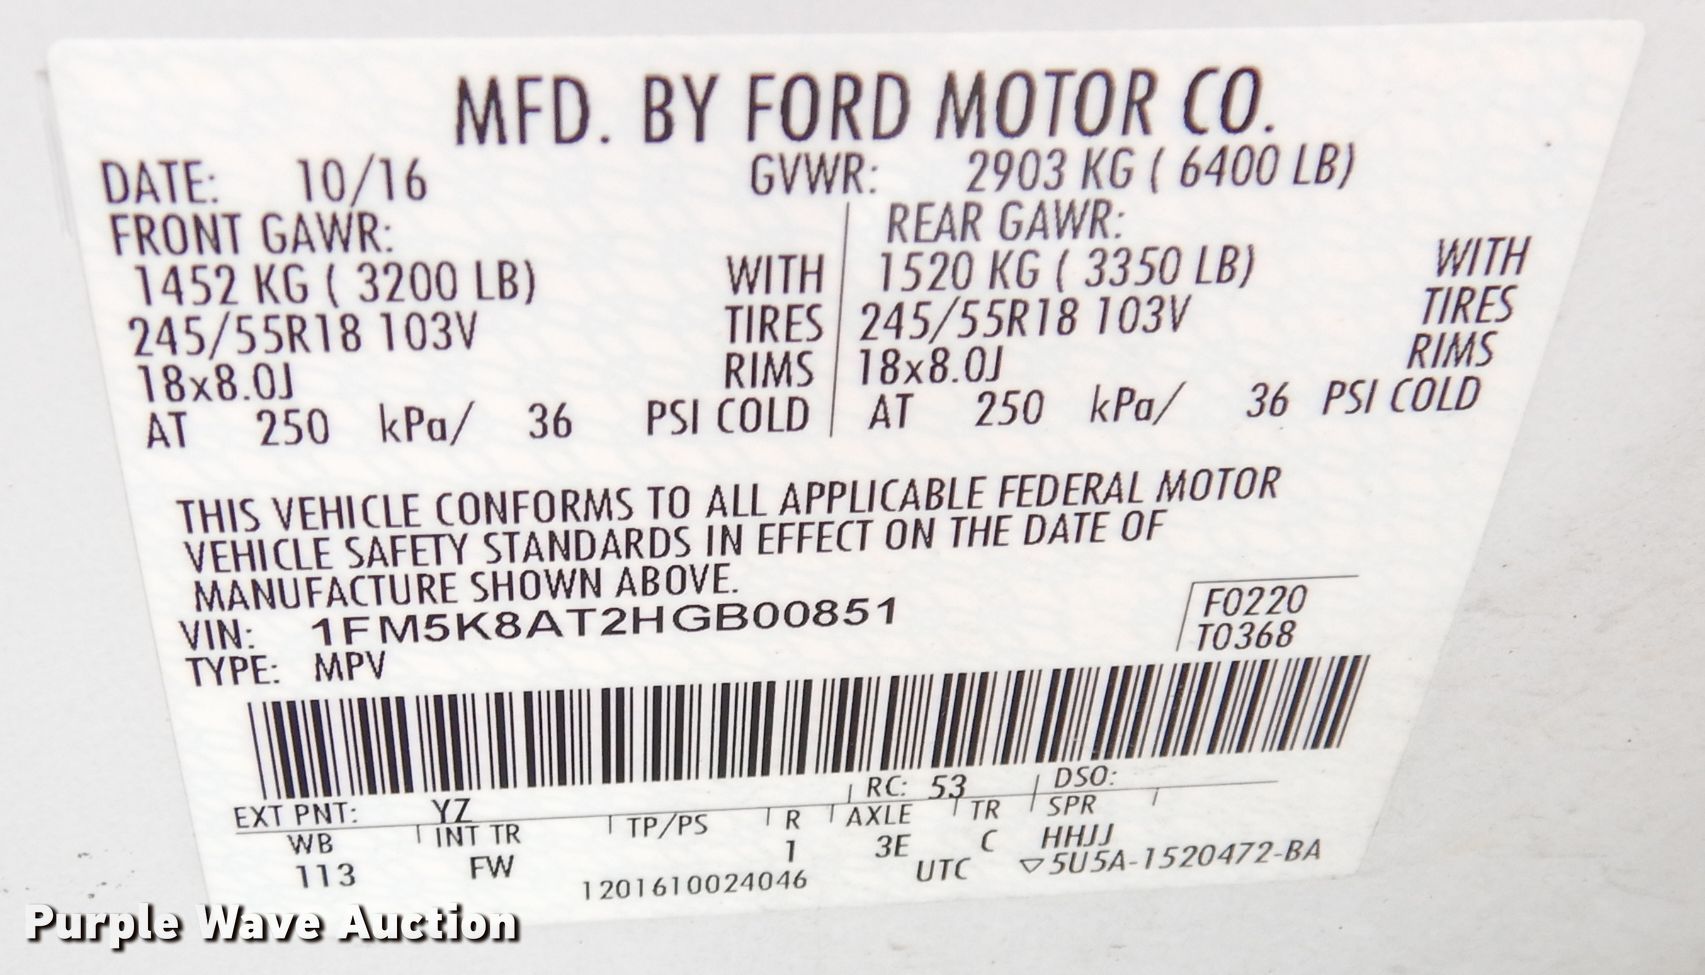 MFD. BY FORD MOTOR CO.
DATE: 10/16 GVWR: 2903 KG ( 6400 LB)
FRONT GAWR: REAR GAWR:
1452 KG ( 3200 LB) WITH 1520 KG ( 3350 LB) WITH
245/55R18 103V TIRES 245/55R18 103V TIRES
18x8.0J RIMS 18x8.0J RIMS
AT 250 kPa/ 36 PSI COLD AT 250 kPa/ 36 PSI COLD
THIS VEHICLE CONFORMS TO ALL APPLICABLE FEDERAL MOTOR
VEHICLE SAFETY STANDARDS IN EFFECT ON THE DATE OF
MANUFACTURE SHOWN ABOVE.
VIN: 1FM5K8AT2HGB00851 F0220
TYPE: MPV T0368
EXT PNT: YZ RC: 53 DSO:
WB INT TR TP/PS R AXLE TR SPR
113 FW 1 3E C HHJJ
1201610024046 UTC ▽5U5A-1520472-BA
Purple Wave Auction